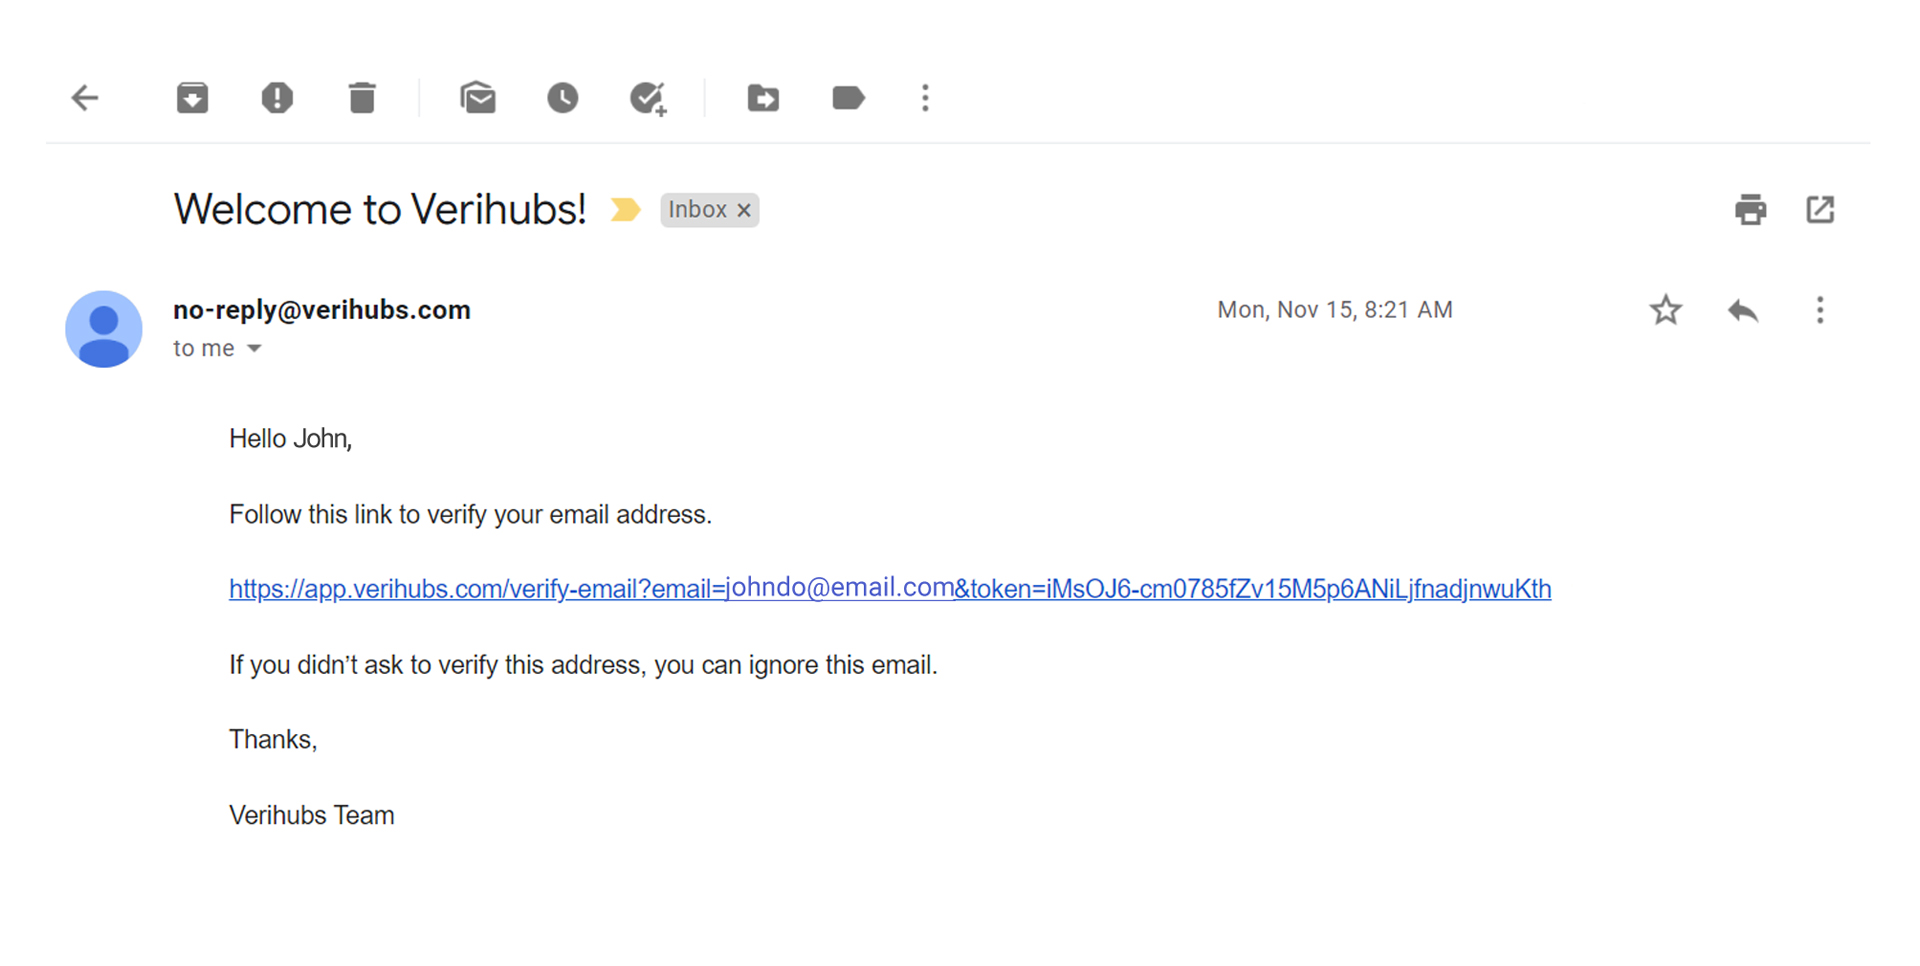 Welcome to Verihubs! Inbox ×
no-reply@verihubs.com Mon, Nov 15, 8:21 AM
to me
Hello John,
Follow this link to verify your email address.
https://app.verihubs.com/verify-email?email=johndo@email.com&token=iMsOJ6-cm0785fZv15M5p6ANiLjfnadjnwuKth
If you didn’t ask to verify this address, you can ignore this email.
Thanks,
Verihubs Team